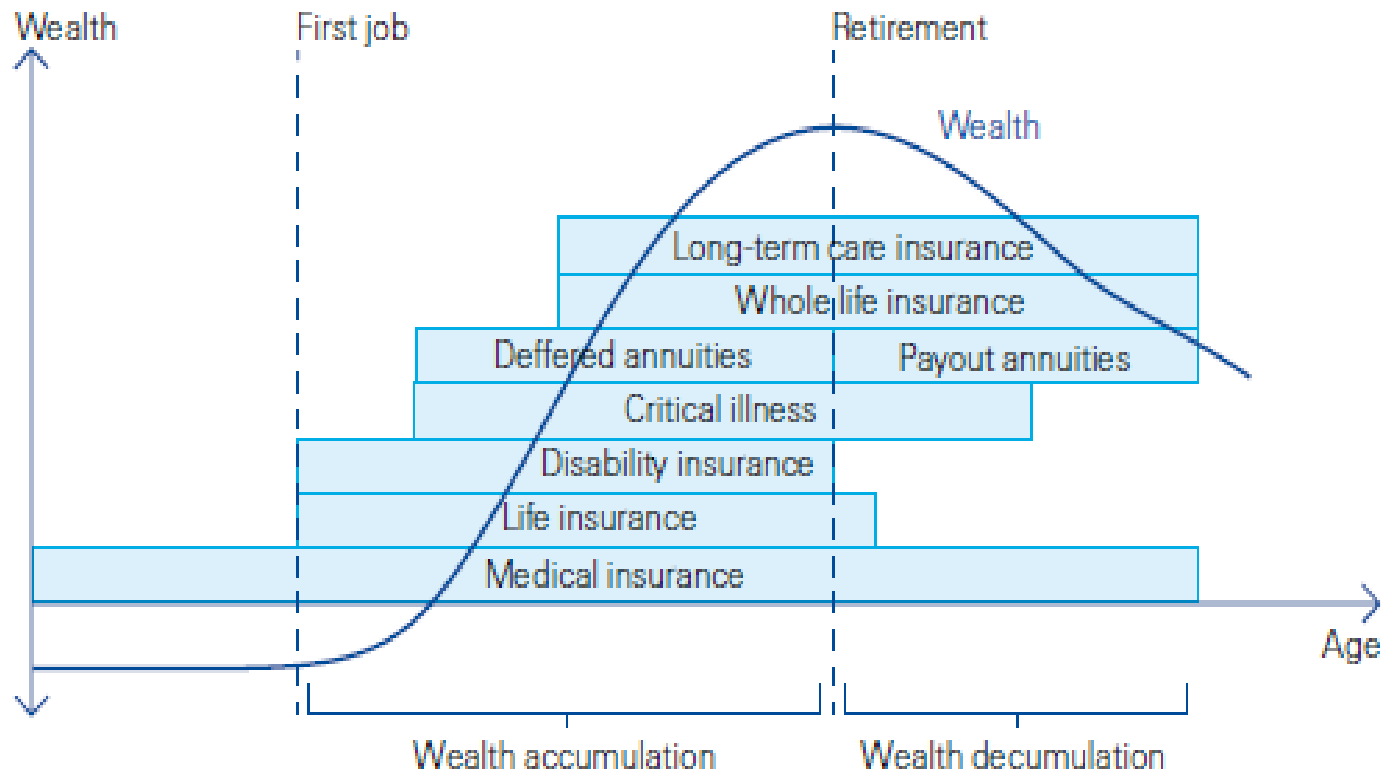 Wealth
First job
Retirement
Wealth
Long-term care insurance
Whole life insurance
Deffered annuities
Payout annuities
Critical illness
Disability insurance
Life insurance
Medical insurance
Age
Wealth accumulation
Wealth decumulation